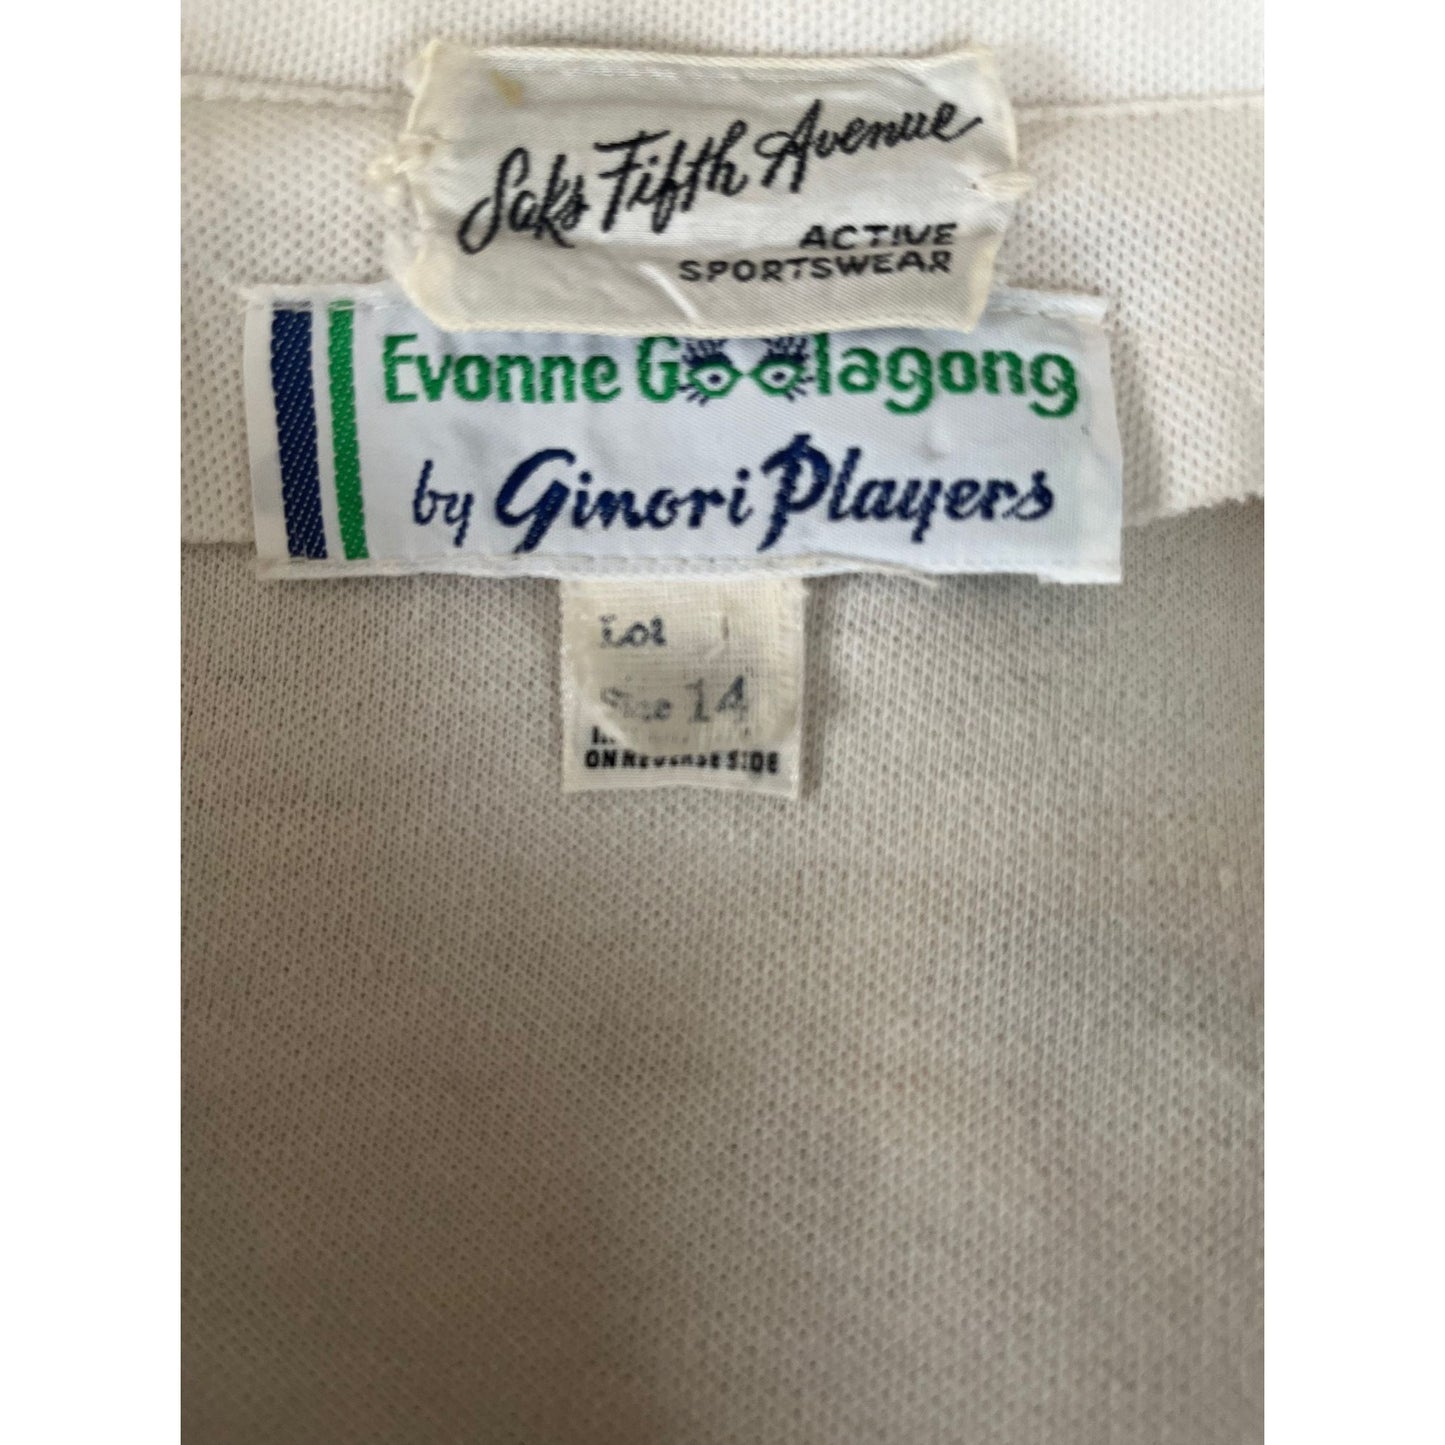 Saks Fifth Avenue
ACTIVE
SPORTSWEAR
Evonne Goolagong
by Ginori Players
Lot
Size 14
ON REVERSE SIDE